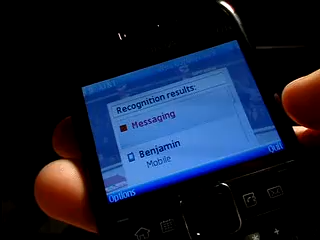 Recognition results:
Messaging
Benjamin
Mobile
Options Quit